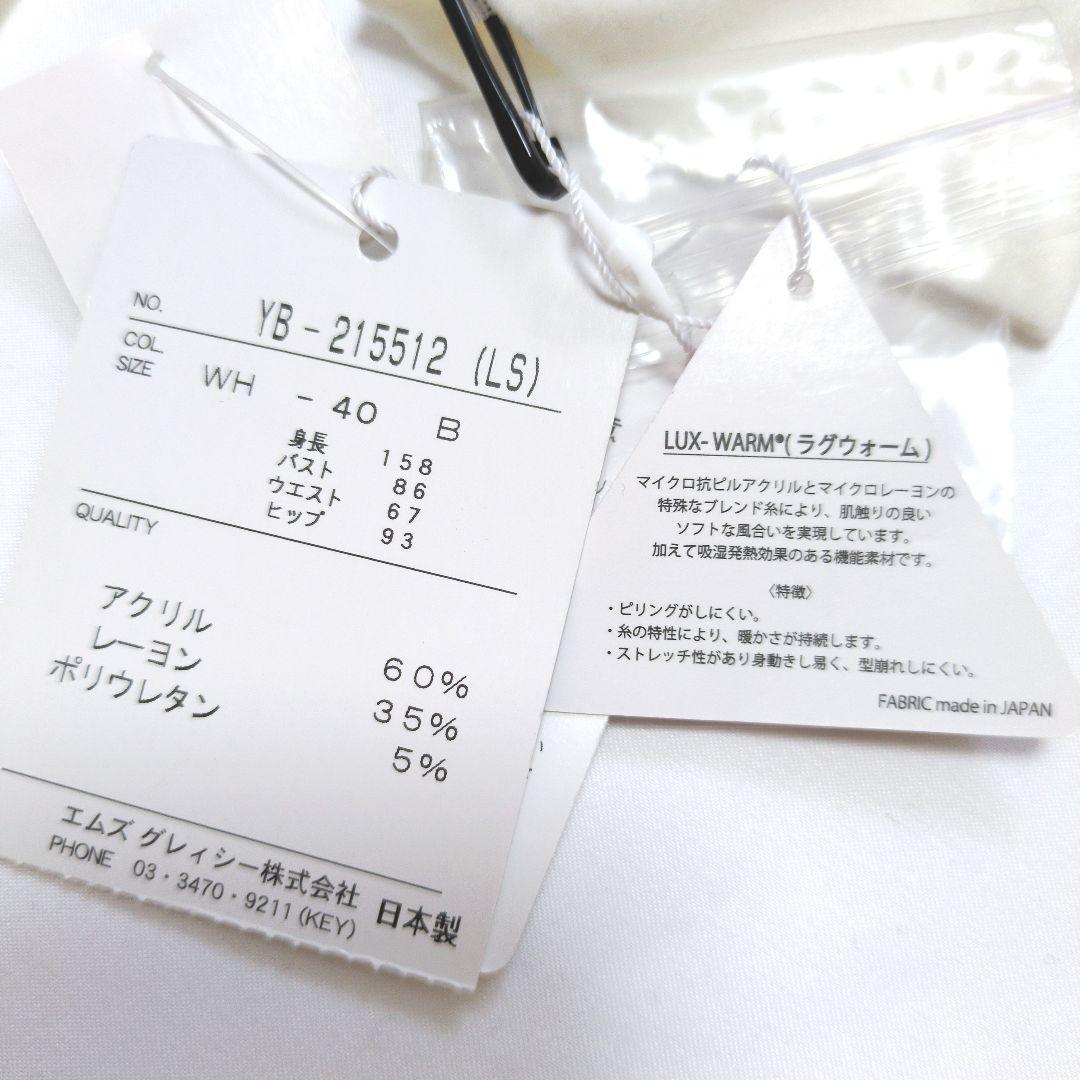 NO. YB-215512 (LS)
COL.
SIZE WH -40 B
身長 158
バスト 86
ウエスト 67
ヒップ 93
QUALITY
アクリル 60%
レーヨン 35%
ポリウレタン 5%
エムズ グレィシー株式会社
PHONE 03・3470・9211(KEY) 日本製
LUX-WARM®(ラグウォーム)
マイクロ抗ピルアクリルとマイクロレーヨンの
特殊なブレンド糸により、肌触りの良い
ソフトな風合いを実現しています。
加えて吸湿発熱効果のある機能素材です。
〈特徴〉
・ピリングがしにくい。
・糸の特性により、暖かさが持続します。
・ストレッチ性があり身動きし易く、型崩れしにくい。
FABRIC made in JAPAN